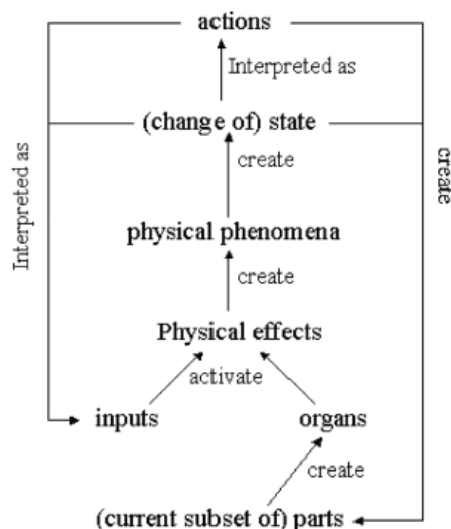 actions
Interpreted as
(change of) state
create
Interpreted as
create
physical phenomena
create
Physical effects
activate
inputs
organs
create
(current subset of) parts